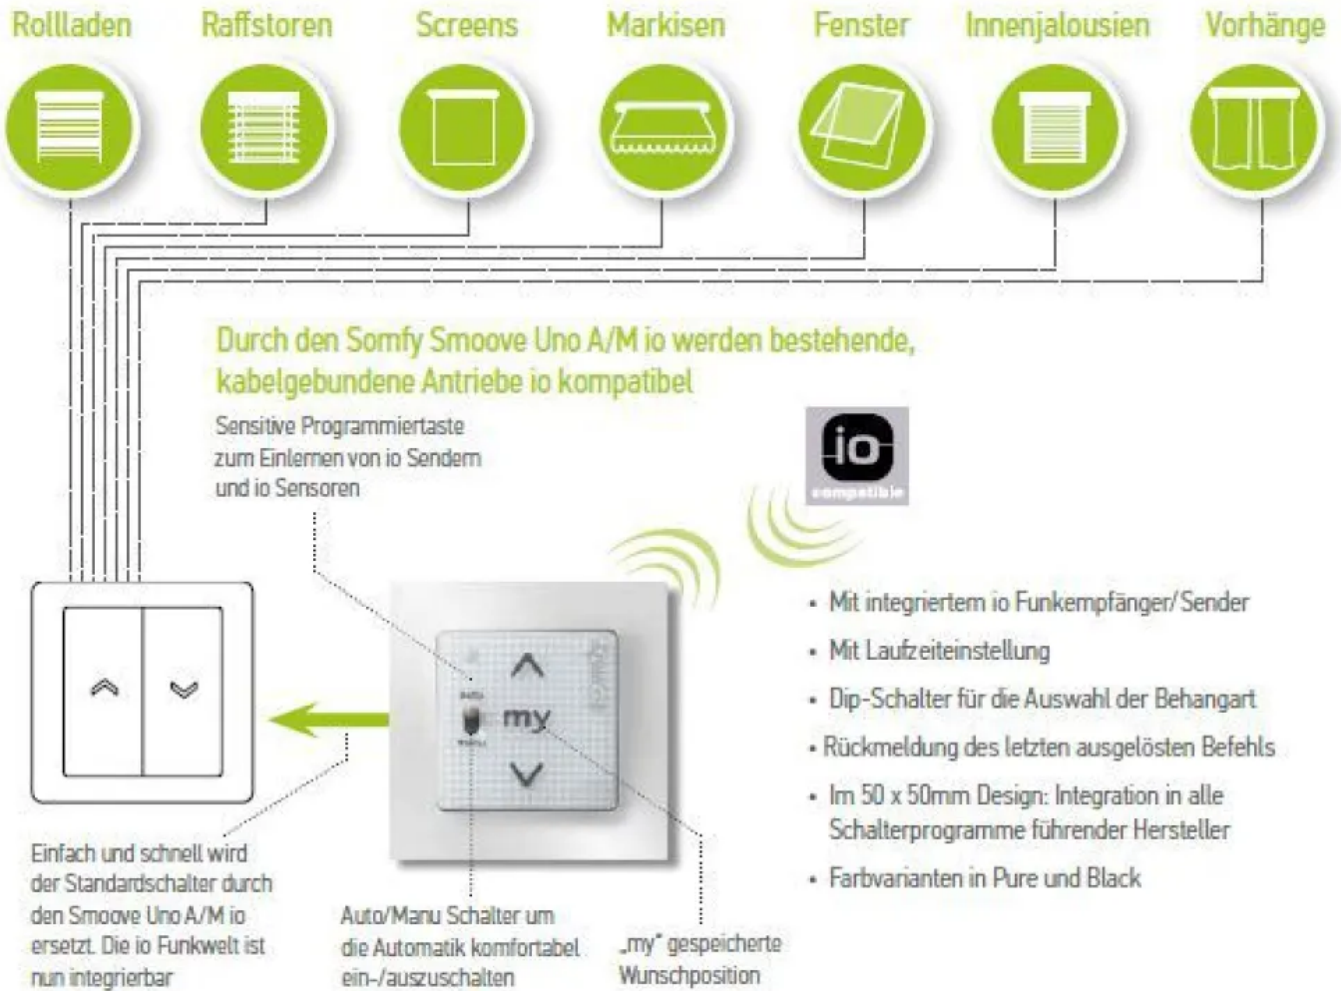 Rollladen Raffstoren Screens Markisen Fenster Innenjalousien Vorhänge
Durch den Somfy Smoove Uno A/M io werden bestehende,
kabelgebundene Antriebe io kompatibel
Sensitive Programmiertaste
zum Einlernen von io Sendern
und io Sensoren
io
compatible
my
• Mit integriertem io Funkempfänger/Sender
• Mit Laufzeiteinstellung
• Dip-Schalter für die Auswahl der Behangart
• Rückmeldung des letzten ausgelösten Befehls
• Im 50 x 50mm Design: Integration in alle
Schalterprogramme führender Hersteller
• Farbvarianten in Pure und Black
Einfach und schnell wird
der Standardschalter durch
den Smoove Uno A/M io
ersetzt. Die io Funkwelt ist
nun integrierbar
Auto/Manu Schalter um
die Automatik komfortabel
ein-/auszuschalten
„my“ gespeicherte
Wunschposition